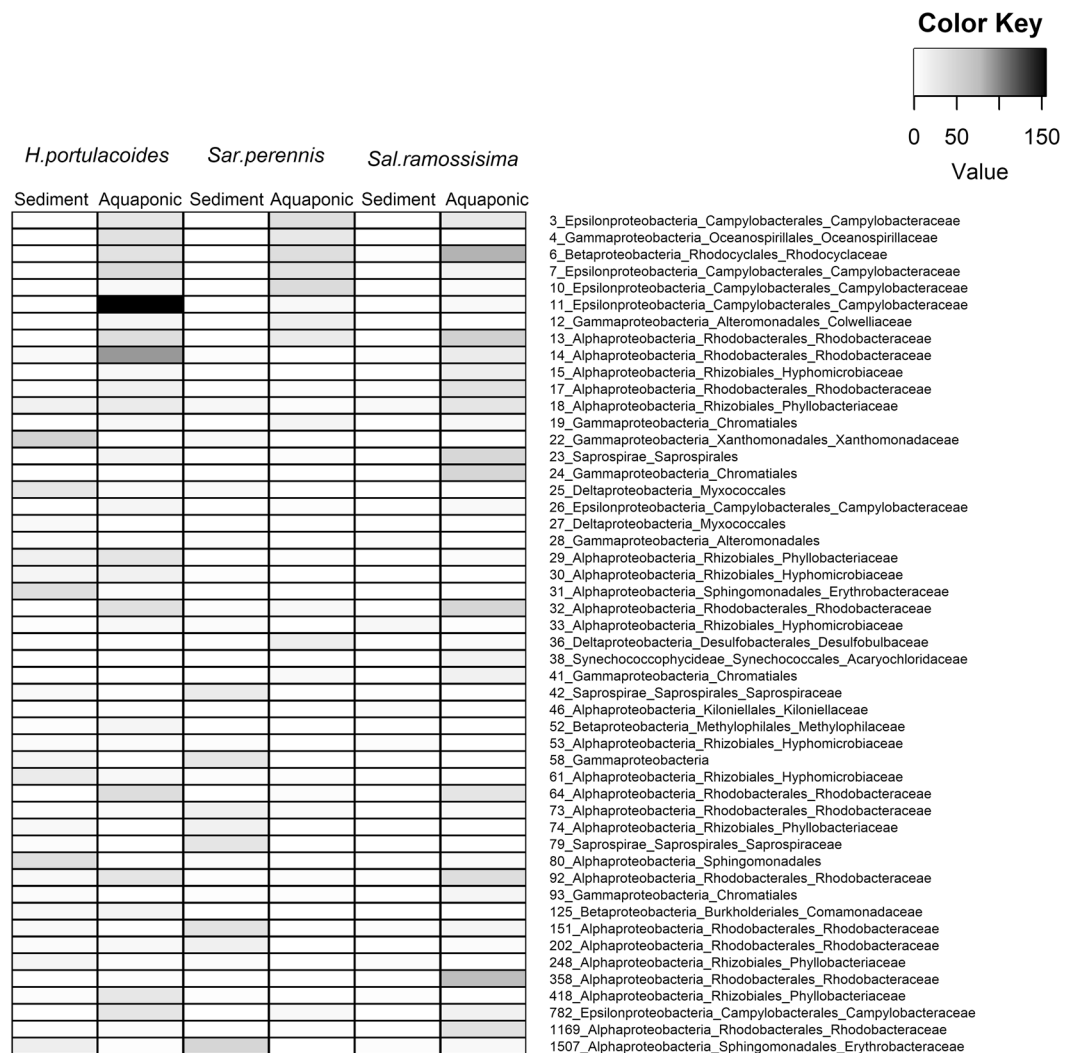 Color Key
0 50 150
Value
H.portulacoides Sar.perennis Sal.ramossisima
Sediment Aquaponic Sediment Aquaponic Sediment Aquaponic
3_Epsilonproteobacteria_Campylobacterales_Campylobacteraceae
4_Gammaproteobacteria_Oceanospirillales_Oceanospirillaceae
6_Betaproteobacteria_Rhodocyclales_Rhodocyclaceae
7_Epsilonproteobacteria_Campylobacterales_Campylobacteraceae
10_Epsilonproteobacteria_Campylobacterales_Campylobacteraceae
11_Epsilonproteobacteria_Campylobacterales_Campylobacteraceae
12_Gammaproteobacteria_Alteromonadales_Colwelliaceae
13_Alphaproteobacteria_Rhodobacterales_Rhodobacteraceae
14_Alphaproteobacteria_Rhodobacterales_Rhodobacteraceae
15_Alphaproteobacteria_Rhizobiales_Hyphomicrobiaceae
17_Alphaproteobacteria_Rhodobacterales_Rhodobacteraceae
18_Alphaproteobacteria_Rhizobiales_Phyllobacteriaceae
19_Gammaproteobacteria_Chromatiales
22_Gammaproteobacteria_Xanthomonadales_Xanthomonadaceae
23_Saprospirae_Saprospirales
24_Gammaproteobacteria_Chromatiales
25_Deltaproteobacteria_Myxococcales
26_Epsilonproteobacteria_Campylobacterales_Campylobacteraceae
27_Deltaproteobacteria_Myxococcales
28_Gammaproteobacteria_Alteromonadales
29_Alphaproteobacteria_Rhizobiales_Phyllobacteriaceae
30_Alphaproteobacteria_Rhizobiales_Hyphomicrobiaceae
31_Alphaproteobacteria_Sphingomonadales_Erythrobacteraceae
32_Alphaproteobacteria_Rhodobacterales_Rhodobacteraceae
33_Alphaproteobacteria_Rhizobiales_Hyphomicrobiaceae
36_Deltaproteobacteria_Desulfobacterales_Desulfobulbaceae
38_Synechococcophycideae_Synechococcales_Acaryochloridaceae
41_Gammaproteobacteria_Chromatiales
42_Saprospirae_Saprospirales_Saprospiraceae
46_Alphaproteobacteria_Kiloniellales_Kiloniellaceae
52_Betaproteobacteria_Methylophilales_Methylophilaceae
53_Alphaproteobacteria_Rhizobiales_Hyphomicrobiaceae
58_Gammaproteobacteria
61_Alphaproteobacteria_Rhizobiales_Hyphomicrobiaceae
64_Alphaproteobacteria_Rhodobacterales_Rhodobacteraceae
73_Alphaproteobacteria_Rhodobacterales_Rhodobacteraceae
74_Alphaproteobacteria_Rhizobiales_Phyllobacteriaceae
79_Saprospirae_Saprospirales_Saprospiraceae
80_Alphaproteobacteria_Sphingomonadales
92_Alphaproteobacteria_Rhodobacterales_Rhodobacteraceae
93_Gammaproteobacteria_Chromatiales
125_Betaproteobacteria_Burkholderiales_Comamonadaceae
151_Alphaproteobacteria_Rhodobacterales_Rhodobacteraceae
202_Alphaproteobacteria_Rhodobacterales_Rhodobacteraceae
248_Alphaproteobacteria_Rhizobiales_Phyllobacteriaceae
358_Alphaproteobacteria_Rhodobacterales_Rhodobacteraceae
418_Alphaproteobacteria_Rhizobiales_Phyllobacteriaceae
782_Epsilonproteobacteria_Campylobacterales_Campylobacteraceae
1169_Alphaproteobacteria_Rhodobacterales_Rhodobacteraceae
1507_Alphaproteobacteria_Sphingomonadales_Erythrobacteraceae